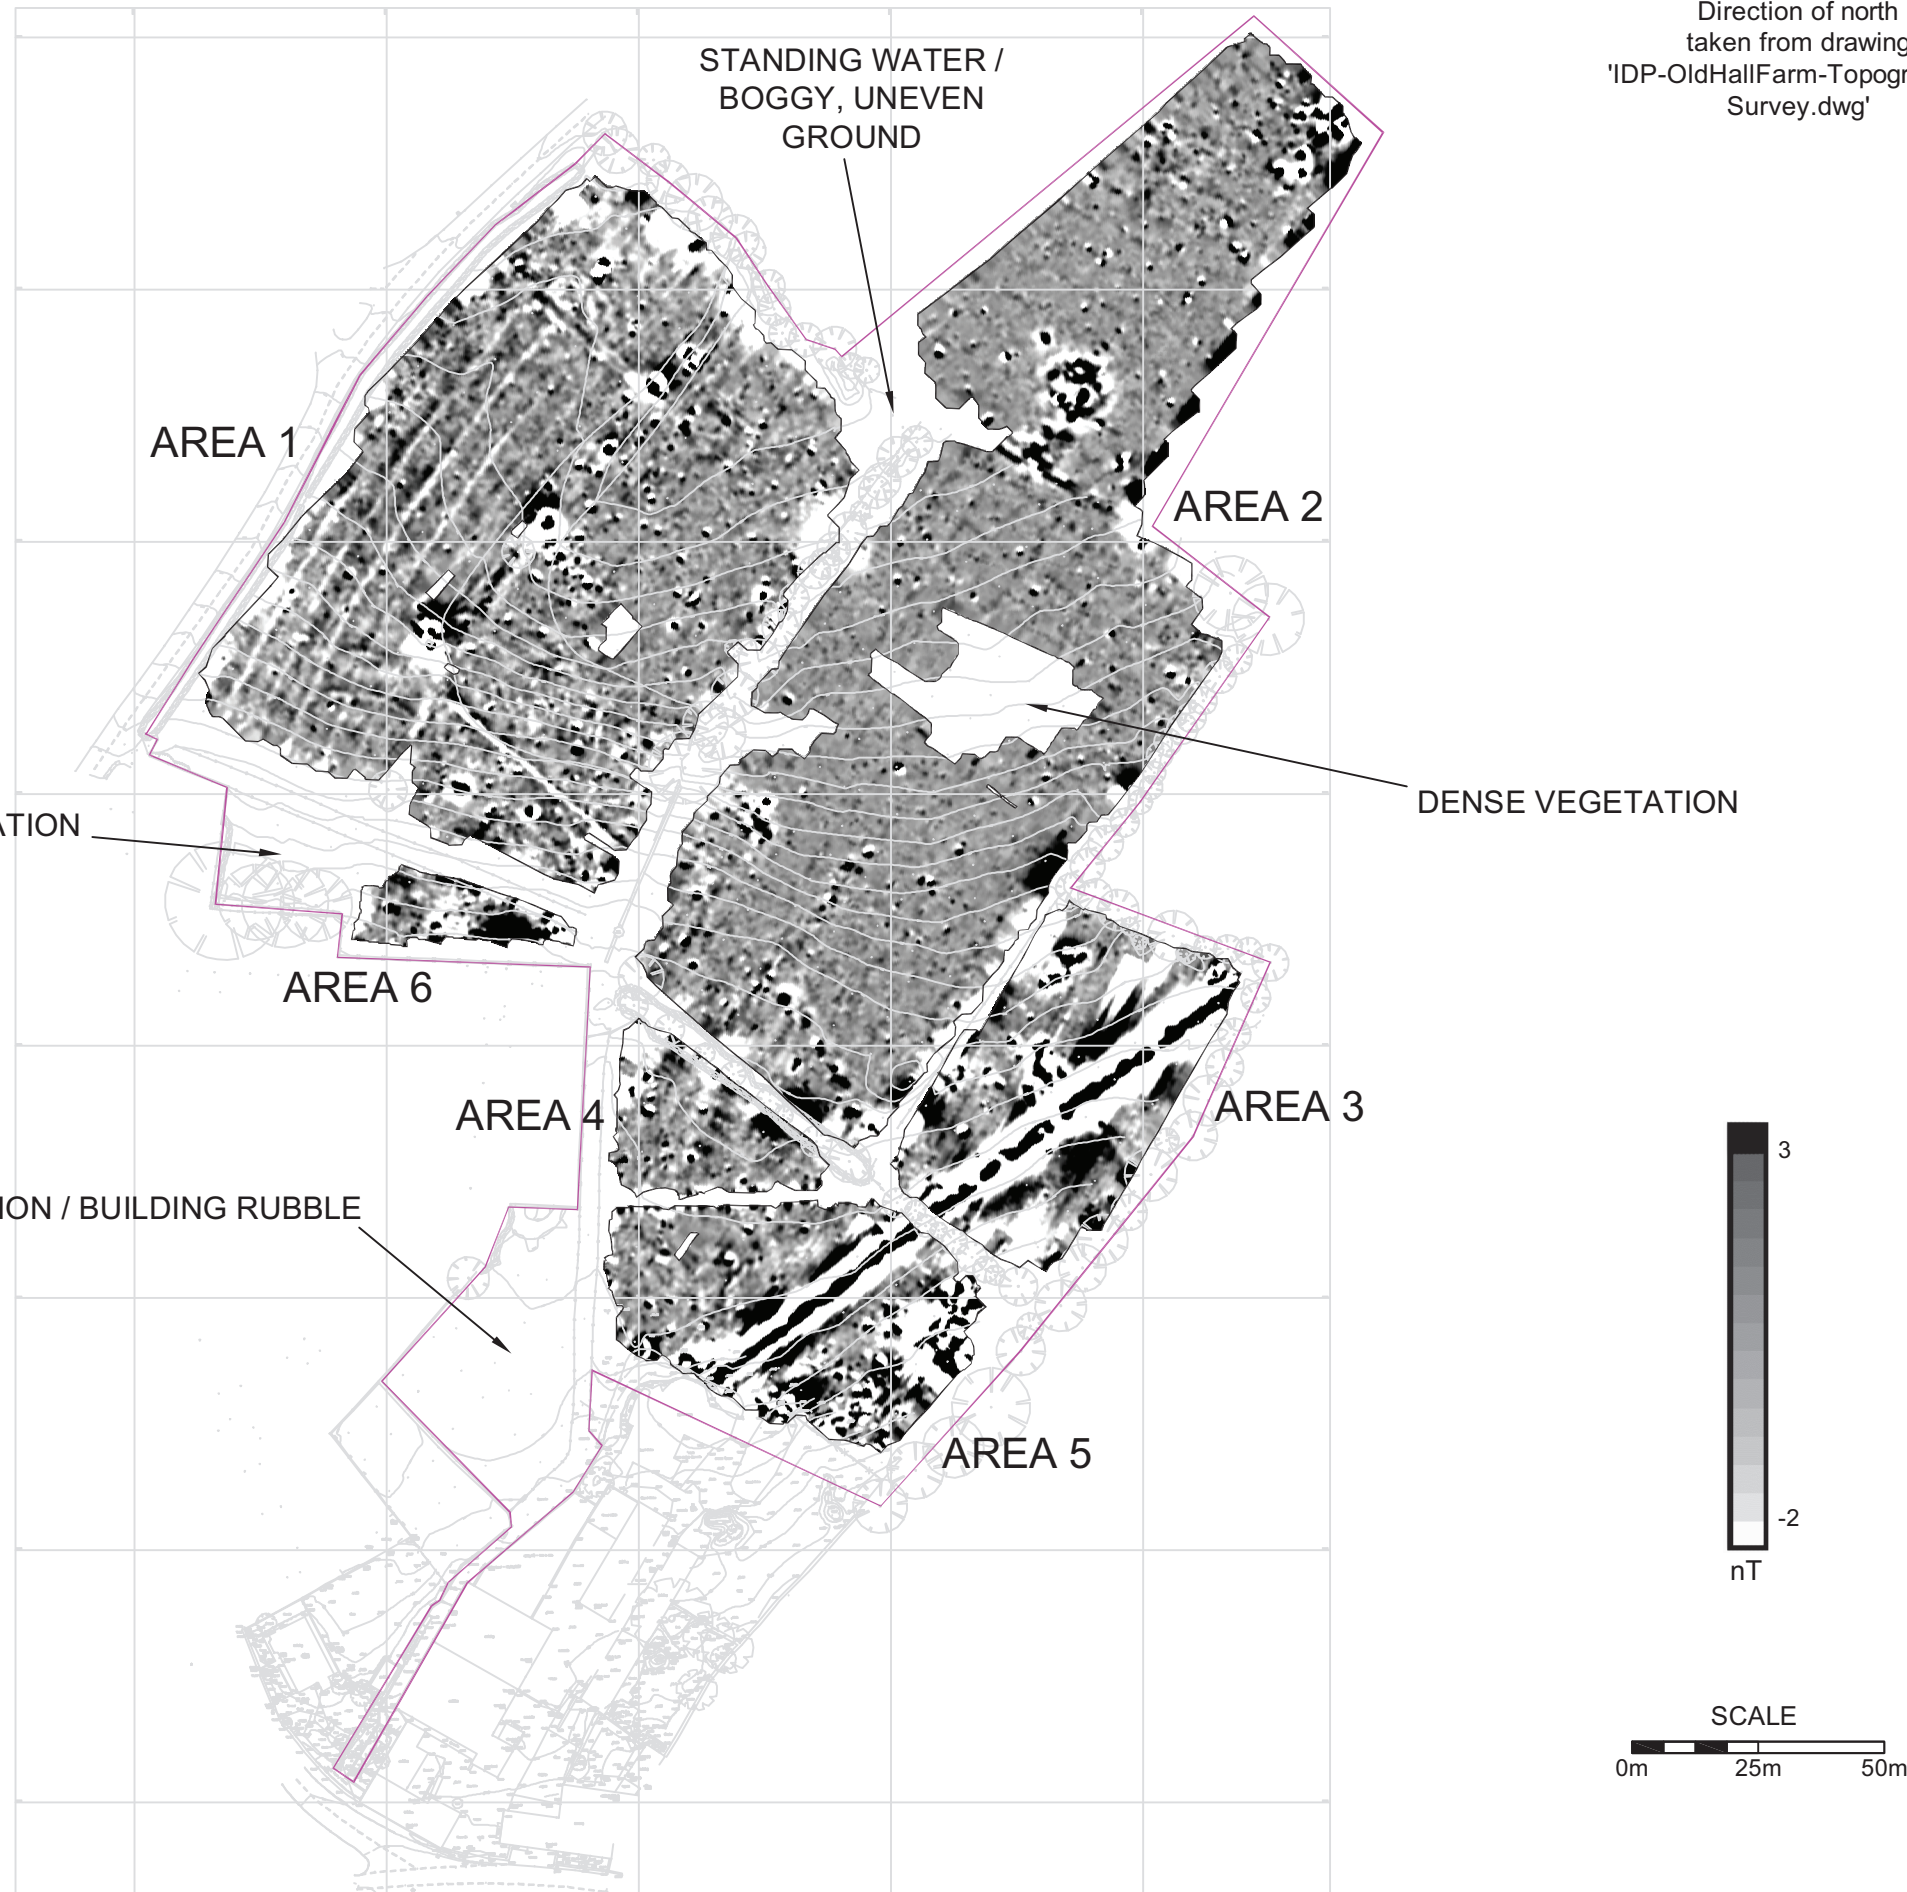 Direction of north
taken from drawing
'IDP-OldHallFarm-Topogr
Survey.dwg'
STANDING WATER /
BOGGY, UNEVEN
GROUND
AREA 1
AREA 2
DENSE VEGETATION
ATION
AREA 6
AREA 4
AREA 3
ION / BUILDING RUBBLE
AREA 5
3
-2
nT
SCALE
0m 25m 50m